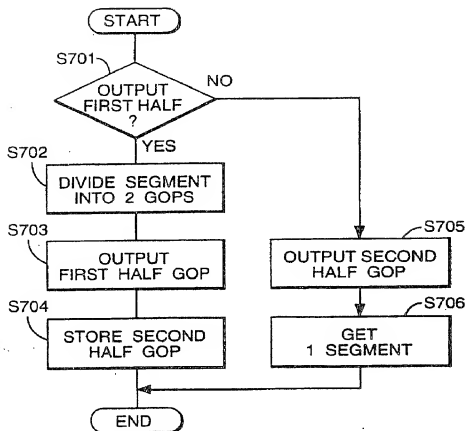 START
S701
OUTPUT
FIRST HALF
?
NO
YES
S702
DIVIDE SEGMENT
INTO 2 GOPS
S703
OUTPUT
FIRST HALF GOP
S704
STORE SECOND
HALF GOP
S705
OUTPUT SECOND
HALF GOP
S706
GET
1 SEGMENT
END